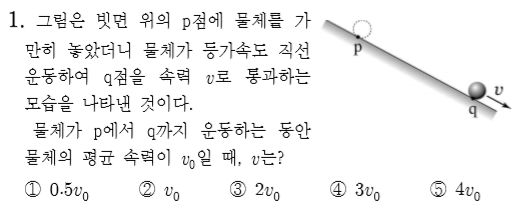 1. 그림은 빗면 위의 p점에 물체를 가
만히 놓았더니 물체가 등가속도 직선
운동하여 q점을 속력 v로 통과하는
모습을 나타낸 것이다.
물체가 p에서 q까지 운동하는 동안
물체의 평균 속력이 v₀일 때, v는?
p
v
q
① 0.5v₀ ② v₀ ③ 2v₀ ④ 3v₀ ⑤ 4v₀